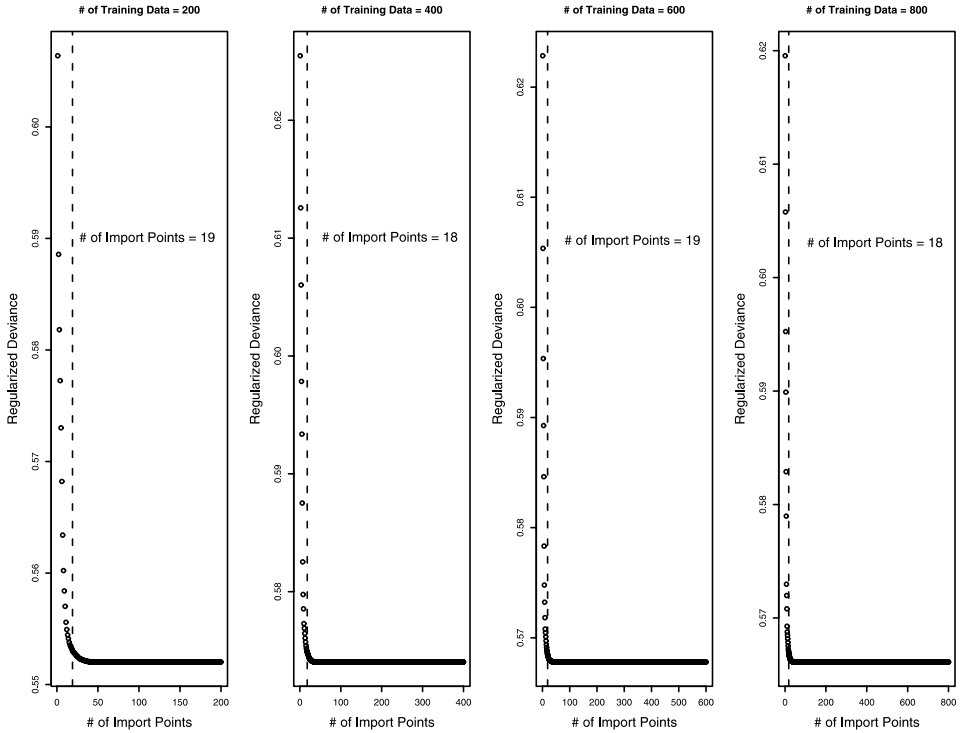 # of Training Data = 200
0.60
0.59
0.58
0.57
0.56
0.55
Regularized Deviance
# of Import Points = 19
0
50
100
150
200
# of Import Points
# of Training Data = 400
0.62
0.61
0.60
0.59
0.58
Regularized Deviance
# of Import Points = 18
0
100
200
300
400
# of Import Points
# of Training Data = 600
0.62
0.61
0.60
0.59
0.58
0.57
Regularized Deviance
# of Import Points = 19
0
100
200
300
400
500
600
# of Import Points
# of Training Data = 800
0.62
0.61
0.60
0.59
0.58
0.57
Regularized Deviance
# of Import Points = 18
0
200
400
600
800
# of Import Points